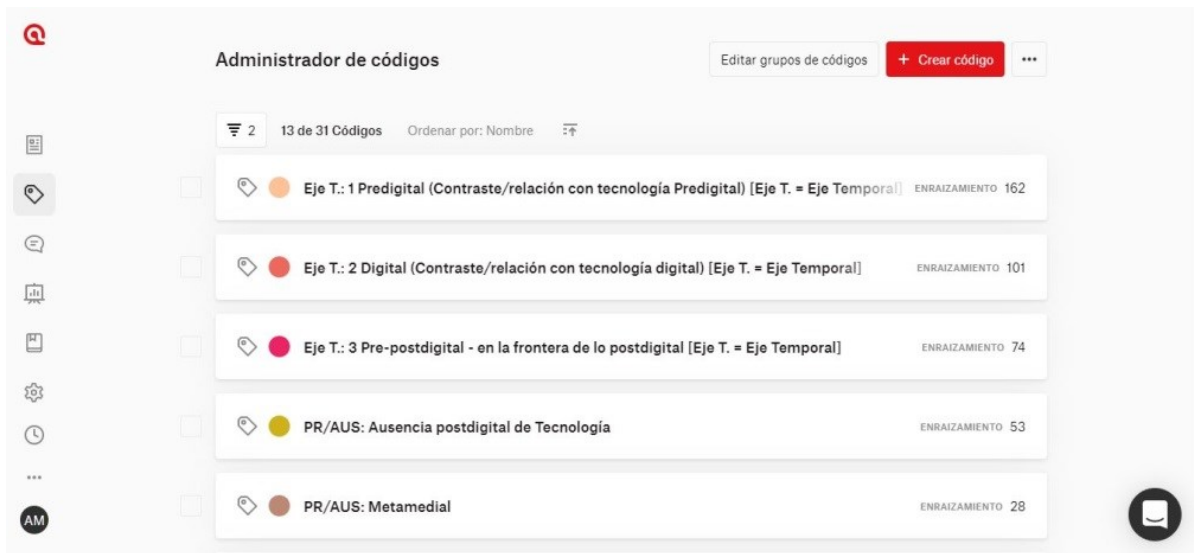 Administrador de códigos
Editar grupos de códigos
+ Crear código
2
13 de 31 Códigos
Ordenar por: Nombre
Eje T.: 1 Predigital (Contraste/relación con tecnología Predigital) [Eje T. = Eje Temporal] ENRAIZAMIENTO 162
Eje T.: 2 Digital (Contraste/relación con tecnología digital) [Eje T. = Eje Temporal] ENRAIZAMIENTO 101
Eje T.: 3 Pre-postdigital - en la frontera de lo postdigital [Eje T. = Eje Temporal] ENRAIZAMIENTO 74
PR/AUS: Ausencia postdigital de Tecnología ENRAIZAMIENTO 53
PR/AUS: Metamedial ENRAIZAMIENTO 28
AM